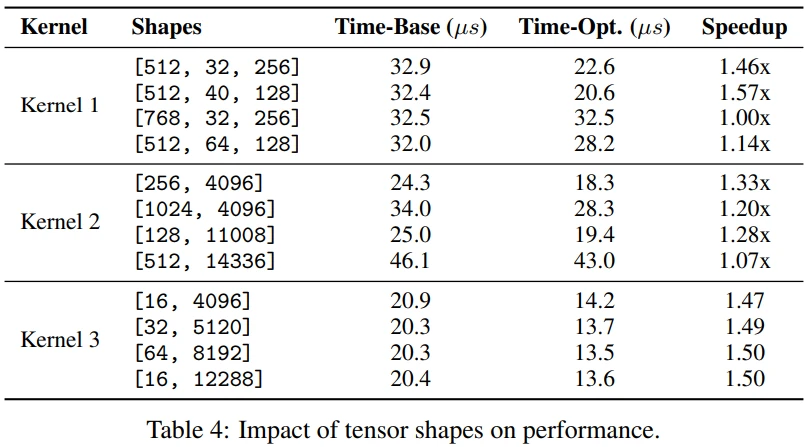 Kernel Shapes Time-Base (μs) Time-Opt. (μs) Speedup
[512, 32, 256] 32.9 22.6 1.46x
[512, 40, 128] 32.4 20.6 1.57x
Kernel 1
[768, 32, 256] 32.5 32.5 1.00x
[512, 64, 128] 32.0 28.2 1.14x
[256, 4096] 24.3 18.3 1.33x
[1024, 4096] 34.0 28.3 1.20x
Kernel 2
[128, 11008] 25.0 19.4 1.28x
[512, 14336] 46.1 43.0 1.07x
[16, 4096] 20.9 14.2 1.47
[32, 5120] 20.3 13.7 1.49
Kernel 3
[64, 8192] 20.3 13.5 1.50
[16, 12288] 20.4 13.6 1.50
Table 4: Impact of tensor shapes on performance.